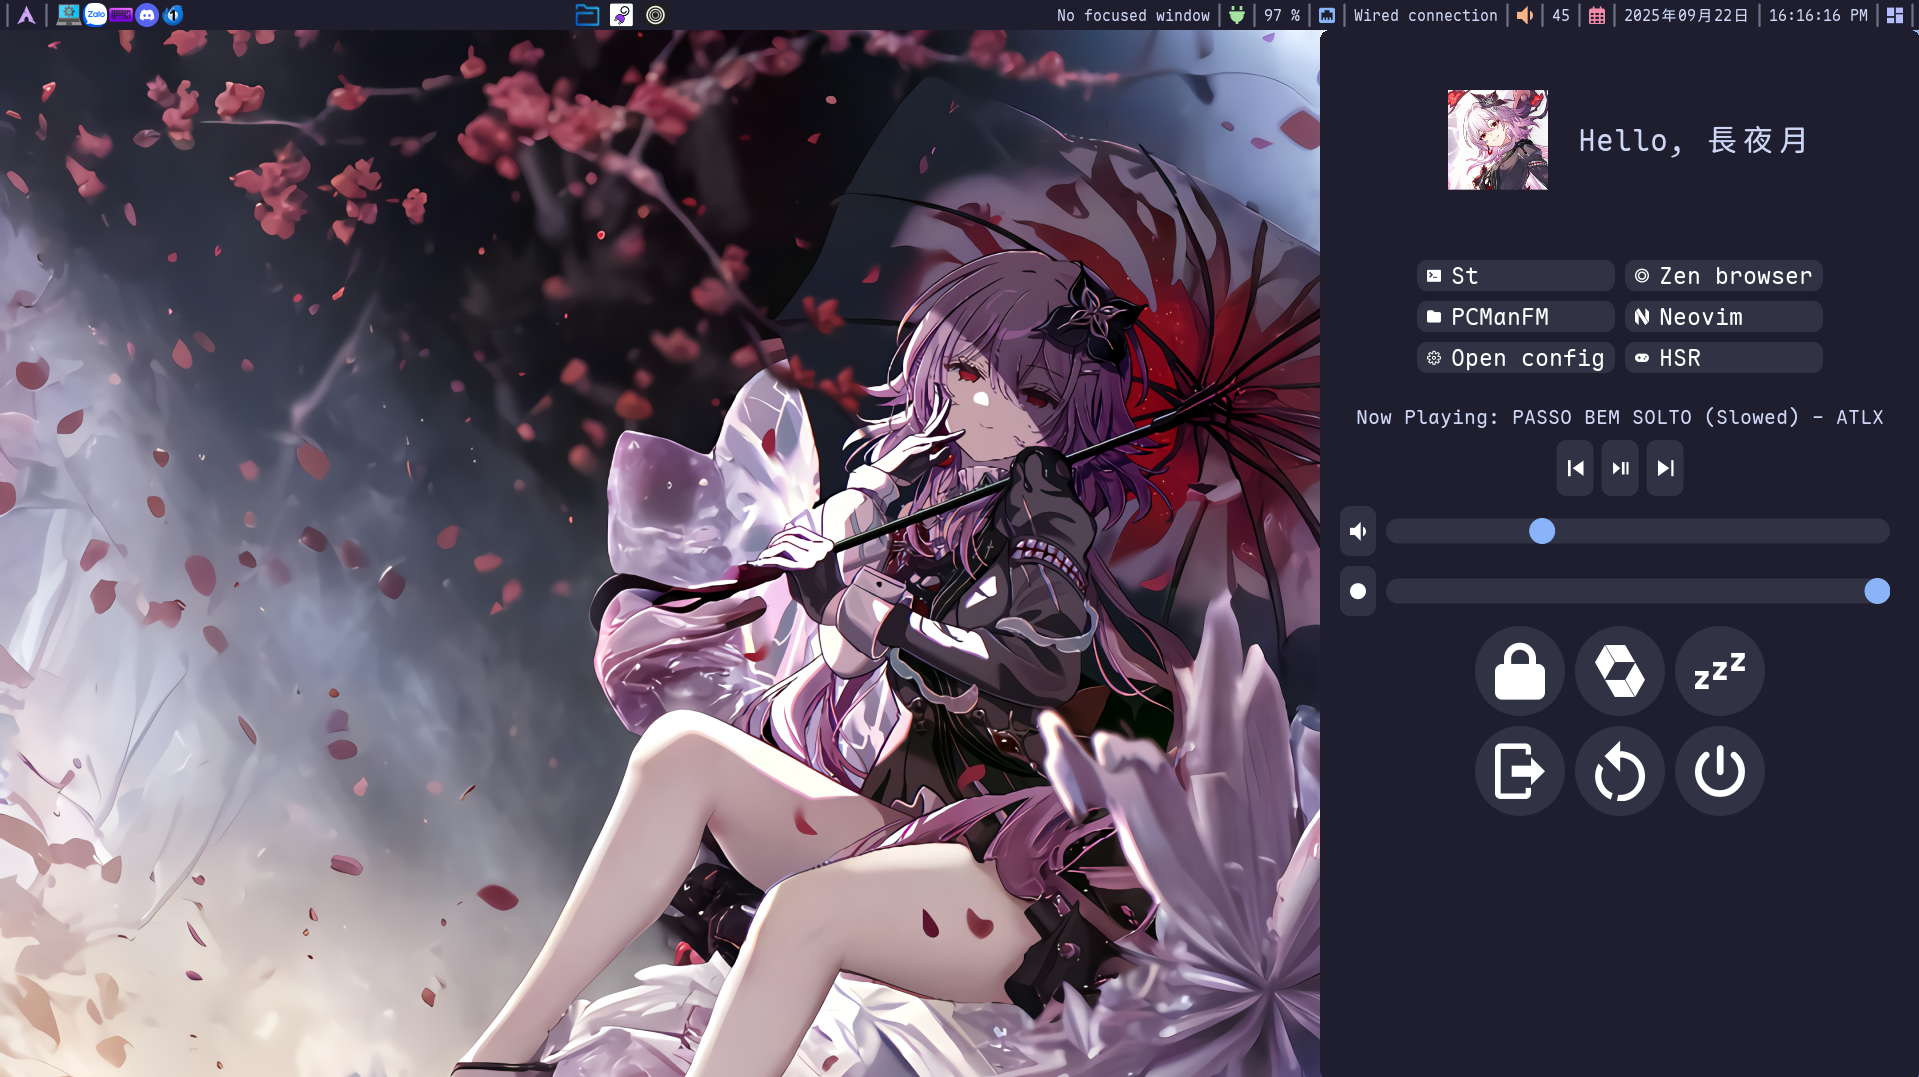 Zalo
No focused window
97 %
Wired connection
45
2025年09月22日
16:16:16 PM
Hello, 長夜月
St
Zen browser
PCManFM
Neovim
Open config
HSR
Now Playing: PASSO BEM SOLTO (Slowed) - ATLX
zzz